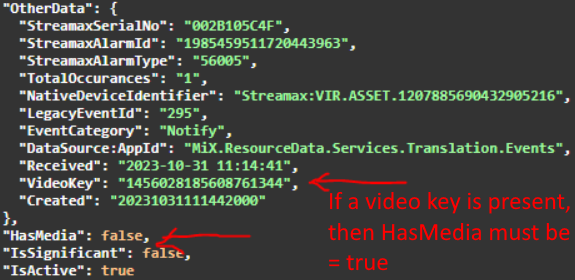 "OtherData": {
"StreamaxSerialNo": "002B105C4F",
"StreamaxAlarmId": "1985459511720443963",
"StreamaxAlarmType": "56005",
"TotalOccurances": "1",
"NativeDeviceIdentifier": "Streamax:VIR.ASSET.1207885690432905216",
"LegacyEventId": "295",
"EventCategory": "Notify",
"DataSource:AppId": "MiX.ResourceData.Services.Translation.Events",
"Received": "2023-10-31 11:14:41",
"VideoKey": "1456028185608761344",
"Created": "20231031111442000"
},
"HasMedia": false,
"IsSignificant": false,
"IsActive": true
If a video key is present,
then HasMedia must be
= true